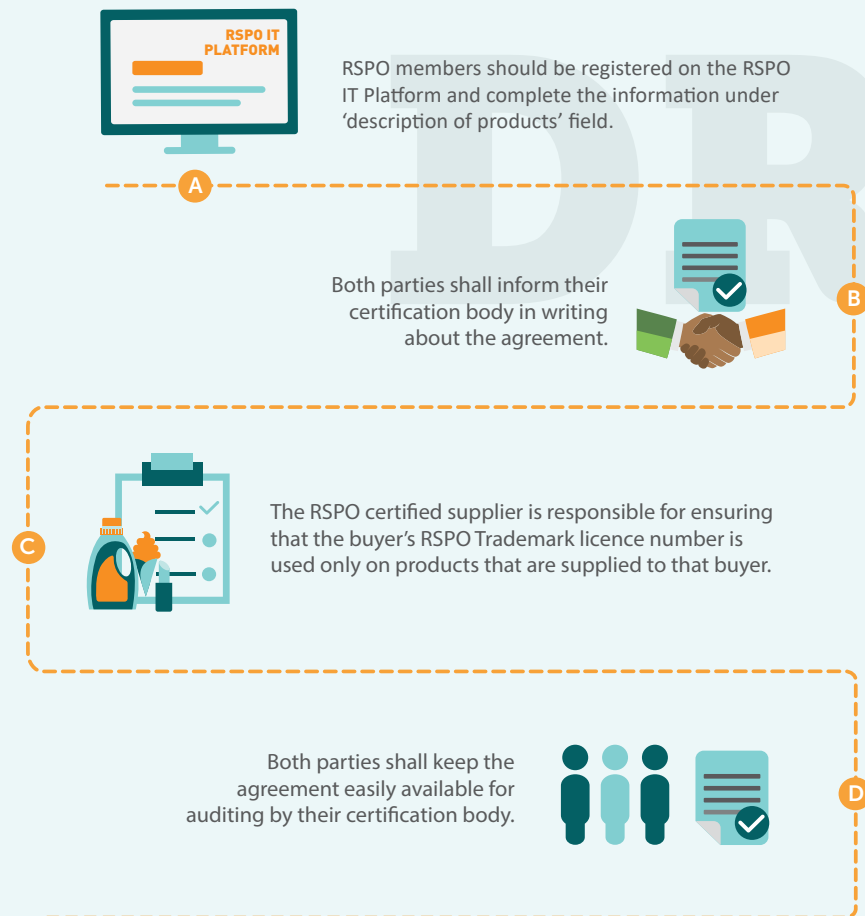 RSPO IT
PLATFORM
RSPO members should be registered on the RSPO
IT Platform and complete the information under
‘description of products’ field.
A
DR
Both parties shall inform their
certification body in writing
about the agreement.
B
C
The RSPO certified supplier is responsible for ensuring
that the buyer’s RSPO Trademark licence number is
used only on products that are supplied to that buyer.
Both parties shall keep the
agreement easily available for
auditing by their certification body.
D